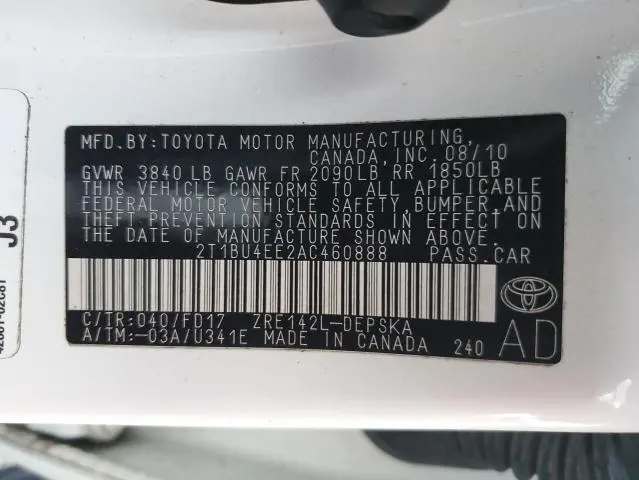 MFD.BY:TOYOTA MOTOR MANUFACTURING,
CANADA, INC. 08/10
GVWR 3840LB GAWR FR 2090LB RR 1850LB
THIS VEHICLE CONFORMS TO ALL APPLICABLE
FEDERAL MOTOR VEHICLE SAFETY, BUMPER,AND
THEFT PREVENTION STANDARDS IN EFFECT ON
THE DATE OF MANUFACTURE SHOWN ABOVE.
2T1BU4EE2AC460888 PASS.CAR
C/TR:040/FD17 ZRE142L-DEPSKA
A/TM:-03A/U341E MADE IN CANADA 240
AD
J3